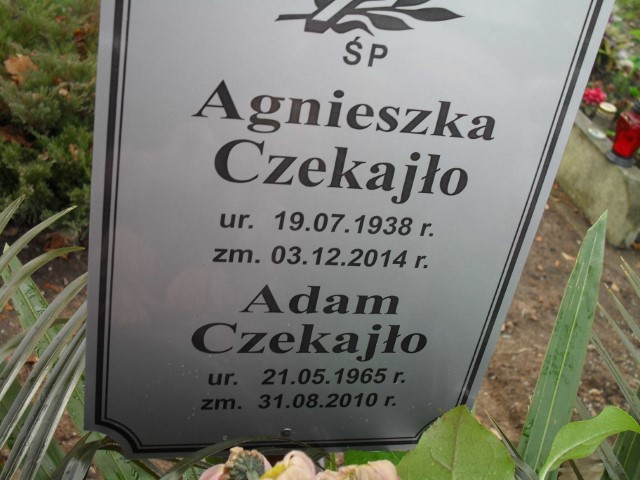 ŚP
Agnieszka
Czekajło
ur. 19.07.1938 r.
zm. 03.12.2014 r.
Adam
Czekajło
ur. 21.05.1965 r.
zm. 31.08.2010 r.